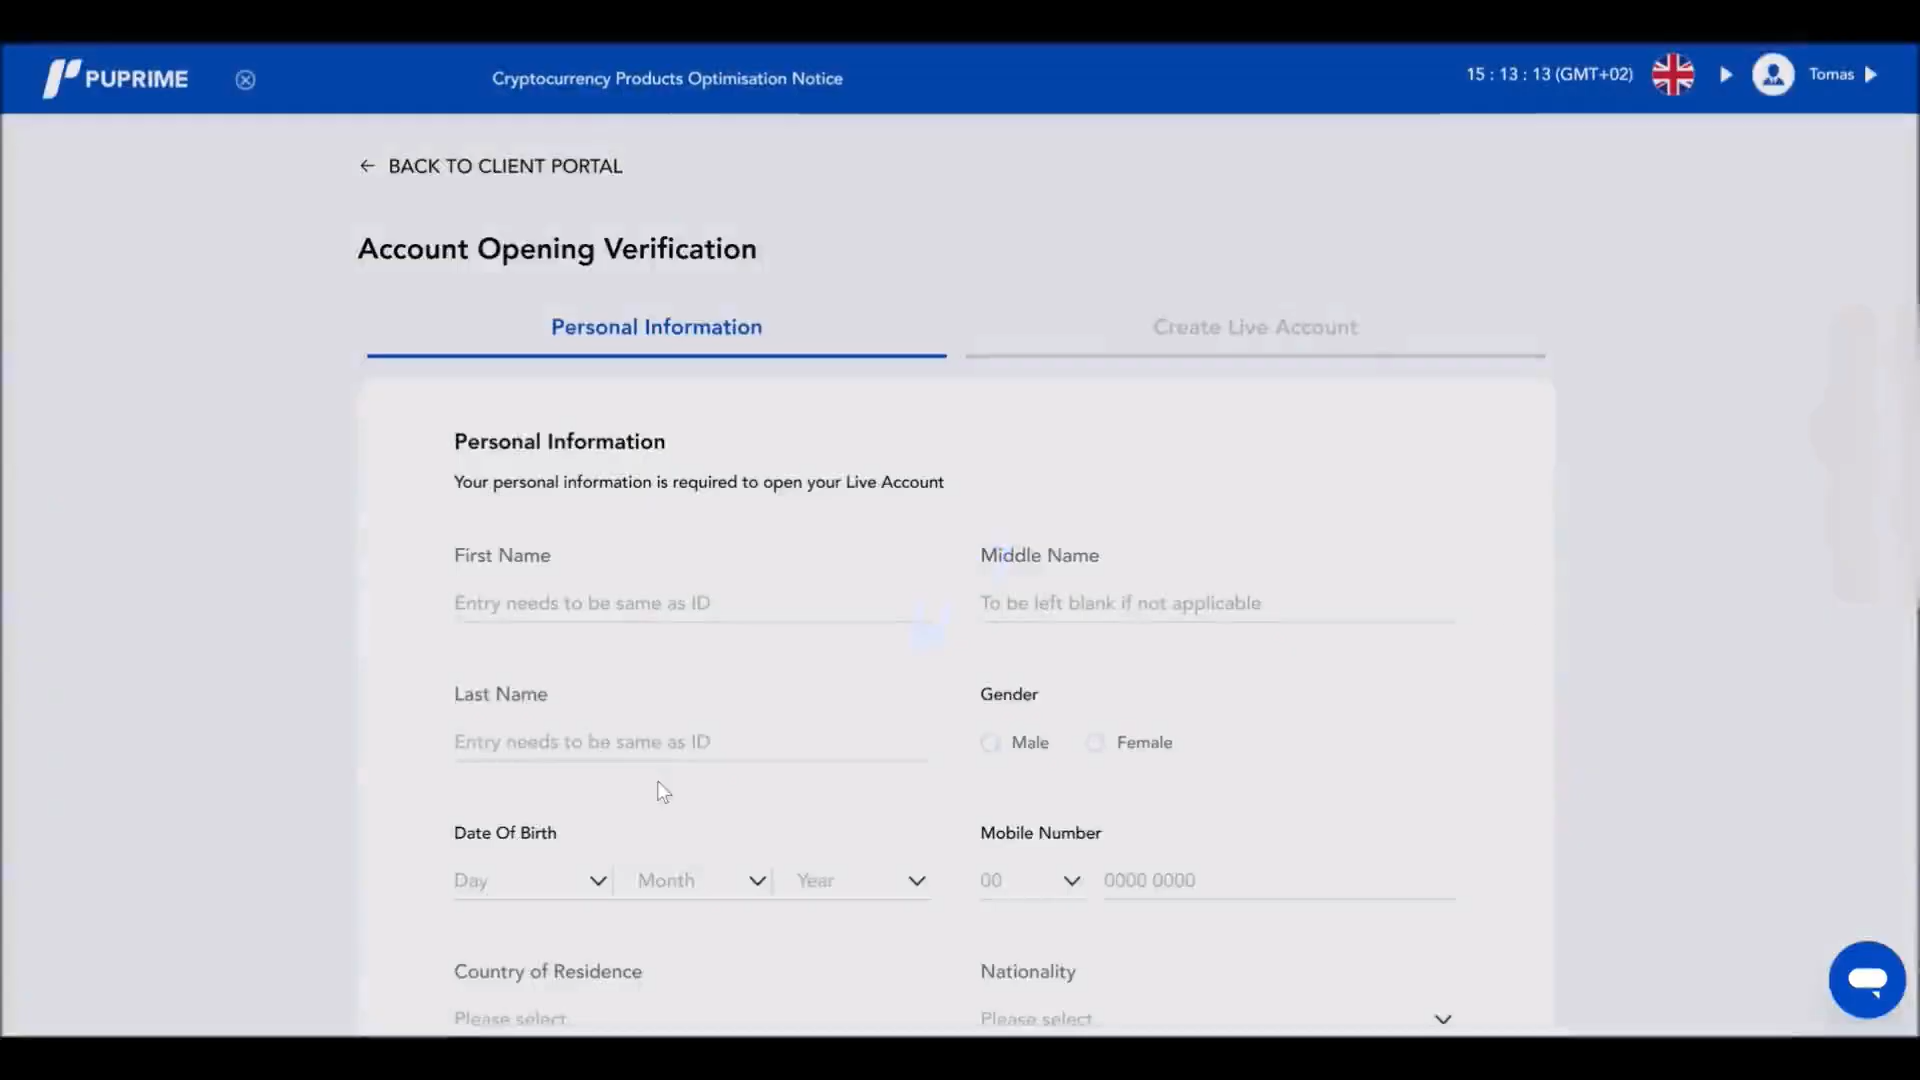 PUPRIME
Cryptocurrency Products Optimisation Notice
15 : 13 : 13 (GMT+02)
Tomas
BACK TO CLIENT PORTAL
Account Opening Verification
Personal Information
Create Live Account
Personal Information
Your personal information is required to open your Live Account
First Name
Middle Name
Entry needs to be same as ID
To be left blank if not applicable
Last Name
Gender
Entry needs to be same as ID
Male
Female
Date Of Birth
Mobile Number
Day
Month
Year
00
0000 0000
Country of Residence
Nationality
Please select
Please select